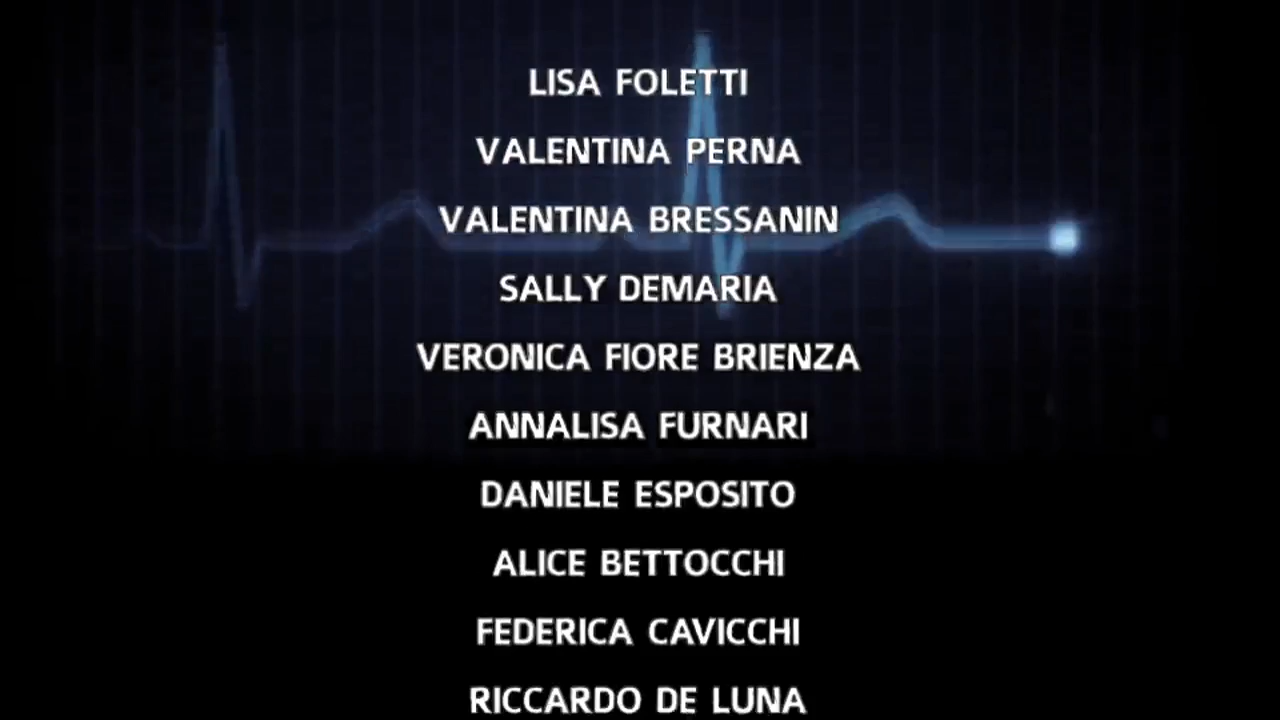 LISA FOLETTI
VALENTINA PERNA
VALENTINA BRESSANIN
SALLY DEMARIA
VERONICA FIORE BRIENZA
ANNALISA FURNARI
DANIELE ESPOSITO
ALICE BETTOCCHI
FEDERICA CAVICCHI
RICCARDO DE LUNA